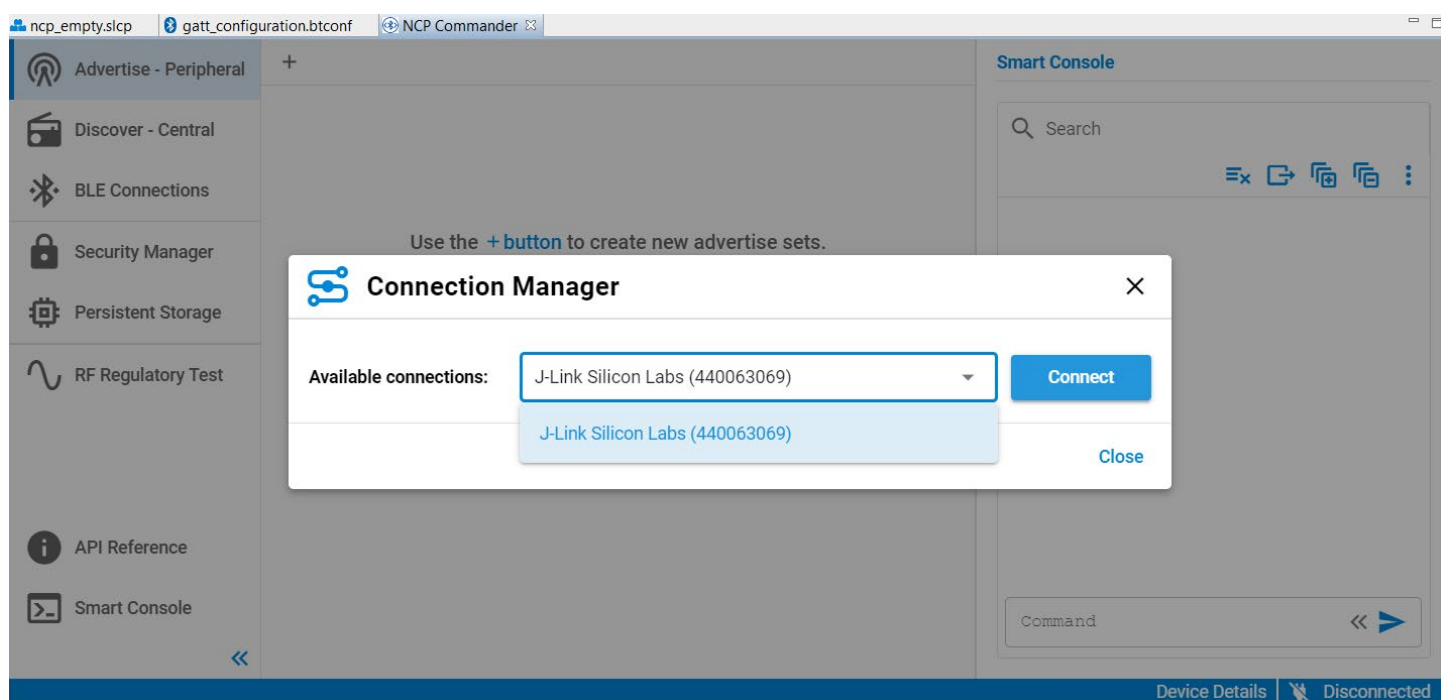 ncp_empty.slcp gatt_configuration.btconf NCP Commander
Advertise - Peripheral
Discover - Central
BLE Connections
Security Manager
Persistent Storage
RF Regulatory Test
API Reference
Smart Console
+
Use the + button to create new advertise sets.
Connection Manager
Available connections:
J-Link Silicon Labs (440063069)
Connect
J-Link Silicon Labs (440063069)
Close
Smart Console
Search
Command
Device Details Disconnected